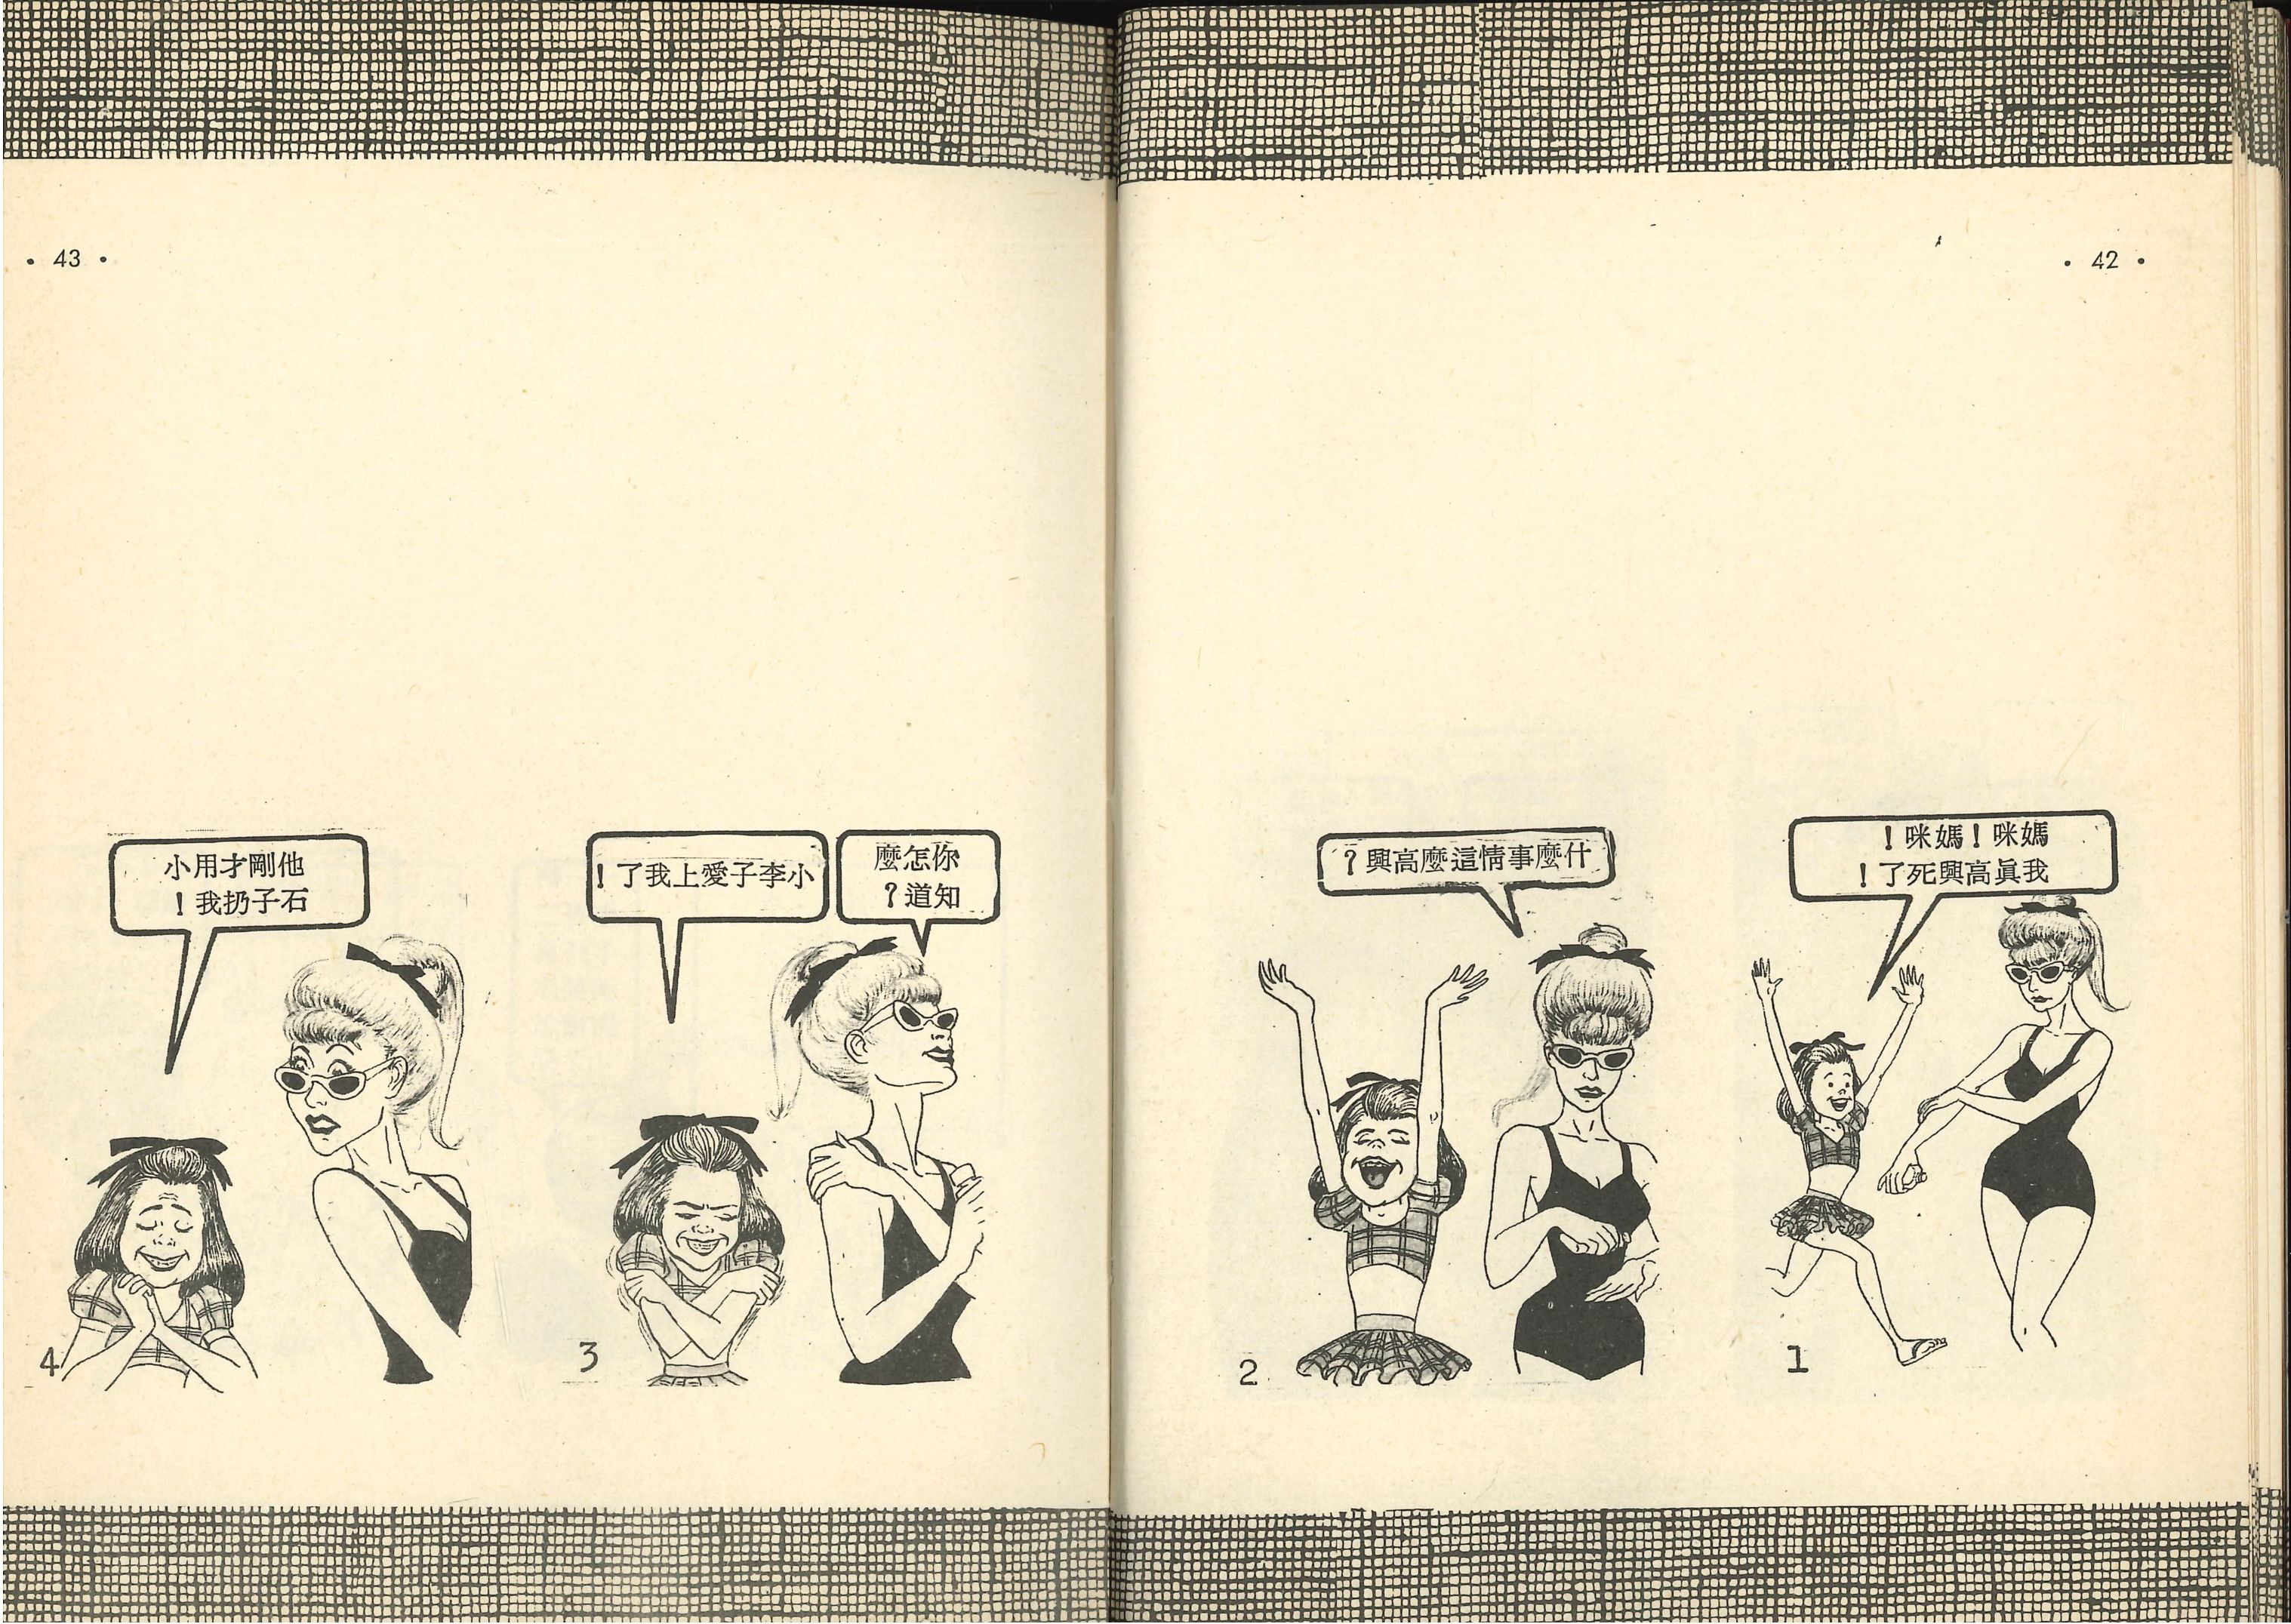 · 42 ·
媽咪！媽咪！
我眞高興死了！
1
什麼事情這麼高興？
2
· 43 ·
你怎麼
知道？
小李子愛上我了！
3
他剛才用小
石子扔我！
4